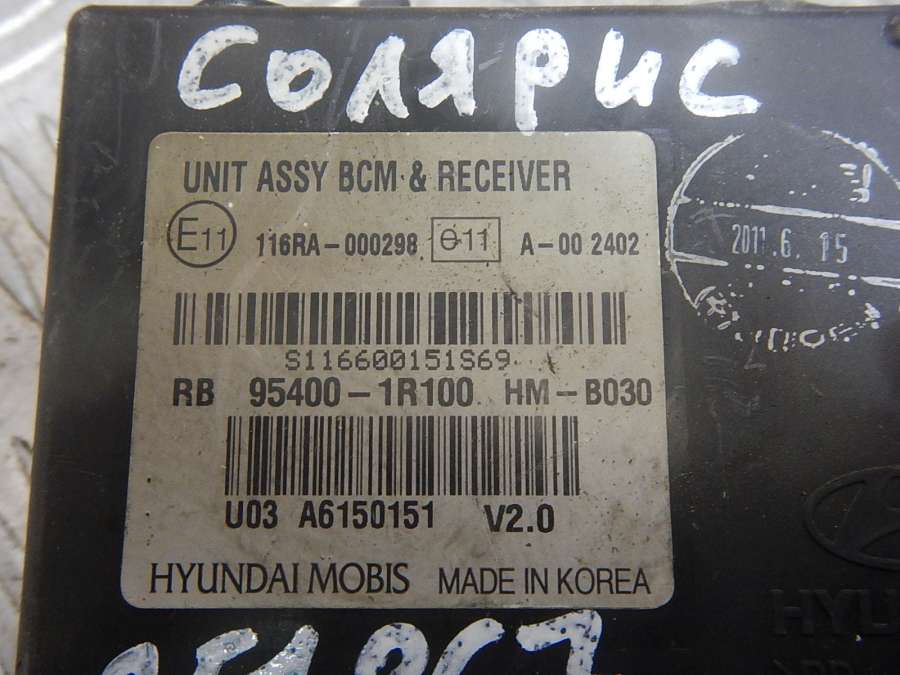 СОЛЯРИС
UNIT ASSY BCM & RECEIVER
E11 116RA-000298 e11 A-00 2402
2011.6.15
S116600151S69
RB 95400-1R100 HM-B030
U03 A6150151 V2.0
HYUNDAI MOBIS MADE IN KOREA
HYU